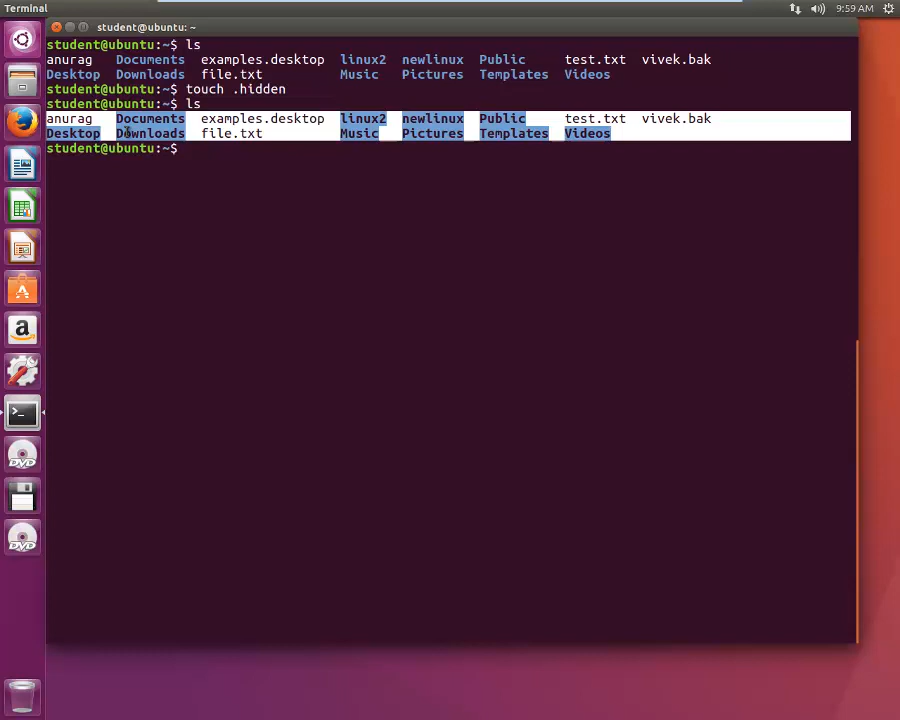 Terminal
9:59 AM
student@ubuntu: ~
student@ubuntu:~$ ls
anurag Documents examples.desktop linux2 newlinux Public test.txt vivek.bak
Desktop Downloads file.txt Music Pictures Templates Videos
student@ubuntu:~$ touch .hidden
student@ubuntu:~$ ls
anurag Documents examples.desktop linux2 newlinux Public test.txt vivek.bak
Desktop Downloads file.txt Music Pictures Templates Videos
student@ubuntu:~$
a
>_
DVD
DVD